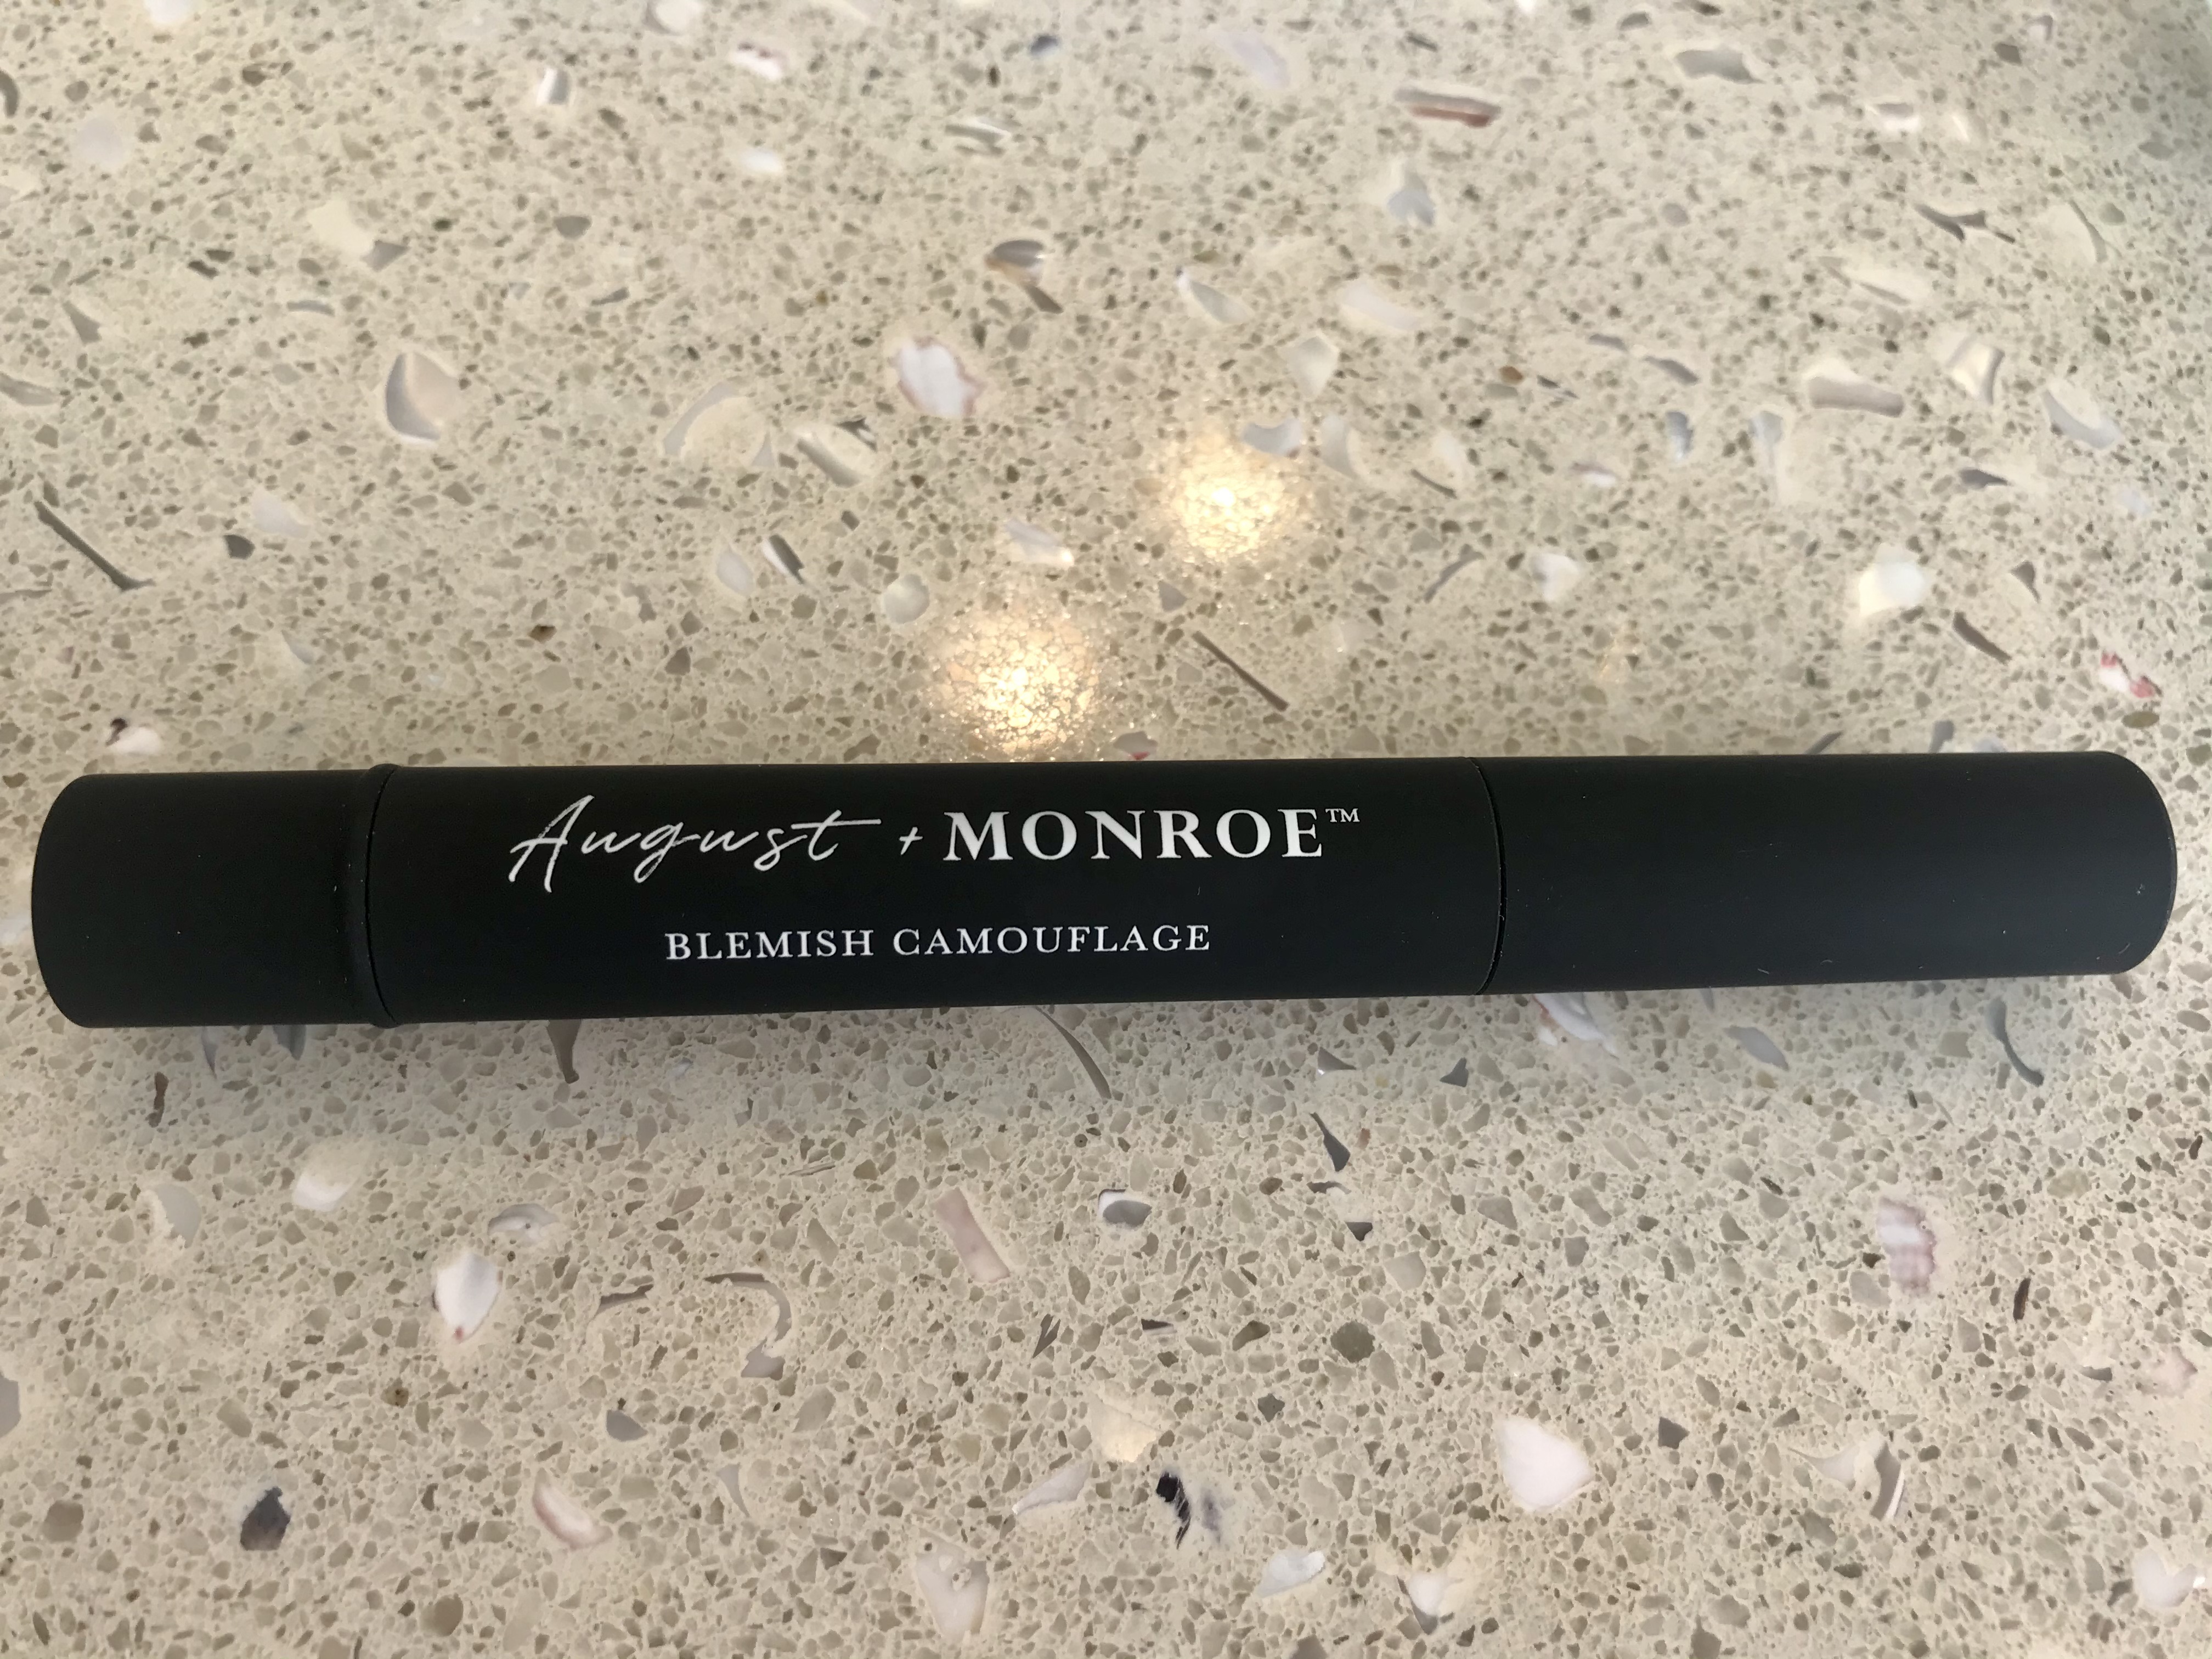 August + MONROE™
BLEMISH CAMOUFLAGE